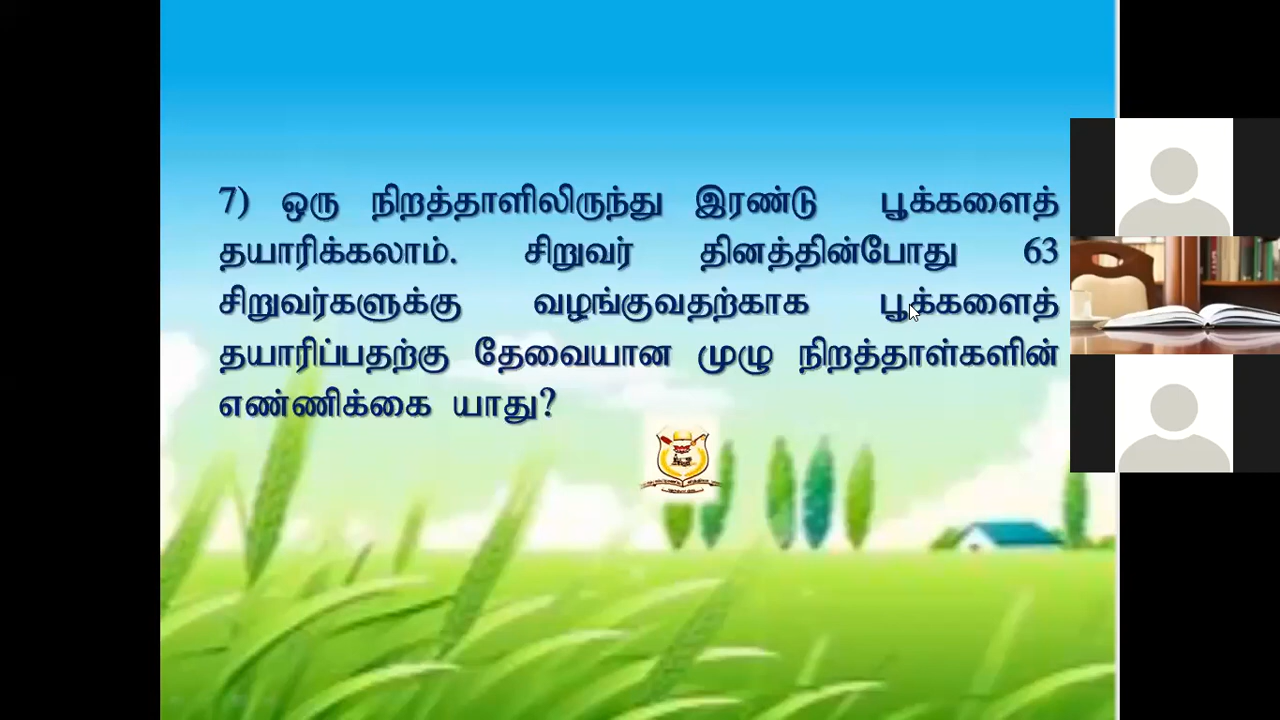 7) ஒரு நிறத்தாளிலிருந்து இரண்டு பூக்களைத்
தயாரிக்கலாம். சிறுவர் தினத்தின்போது 63
சிறுவர்களுக்கு வழங்குவதற்காக பூக்களைத்
தயாரிப்பதற்கு தேவையான முழு நிறத்தாள்களின்
எண்ணிக்கை யாது?